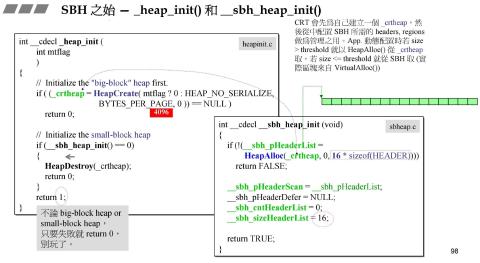 SBH 之始 － _heap_init() 和 __sbh_heap_init()
CRT 會先為自己建立一個 _crtheap，然
後從中配置 SBH 所需的 headers, regions
做為管理之用。App. 動態配置時若 size
> threshold 就以 HeapAlloc() 從 _crtheap
取，若 size <= threshold 就從 SBH 取 (實
際區塊來自 VirtualAlloc())
heapinit.c
int __cdecl _heap_init (
int mtflag
)
{
// Initialize the "big-block" heap first.
if ( (_crtheap = HeapCreate( mtflag ? 0 : HEAP_NO_SERIALIZE,
BYTES_PER_PAGE, 0 )) == NULL )
return 0;
4096
// Initialize the small-block heap
if (__sbh_heap_init() == 0)
{
HeapDestroy(_crtheap);
return 0;
}
return 1;
}
不論 big-block heap or
small-block heap，
只要失敗就 return 0，
別玩了。
sbheap.c
int __cdecl __sbh_heap_init (void)
{
if (!(__sbh_pHeaderList =
HeapAlloc(_crtheap, 0, 16 * sizeof(HEADER))))
return FALSE;
__sbh_pHeaderScan = __sbh_pHeaderList;
__sbh_pHeaderDefer = NULL;
__sbh_cntHeaderList = 0;
__sbh_sizeHeaderList = 16;
return TRUE;
}
98